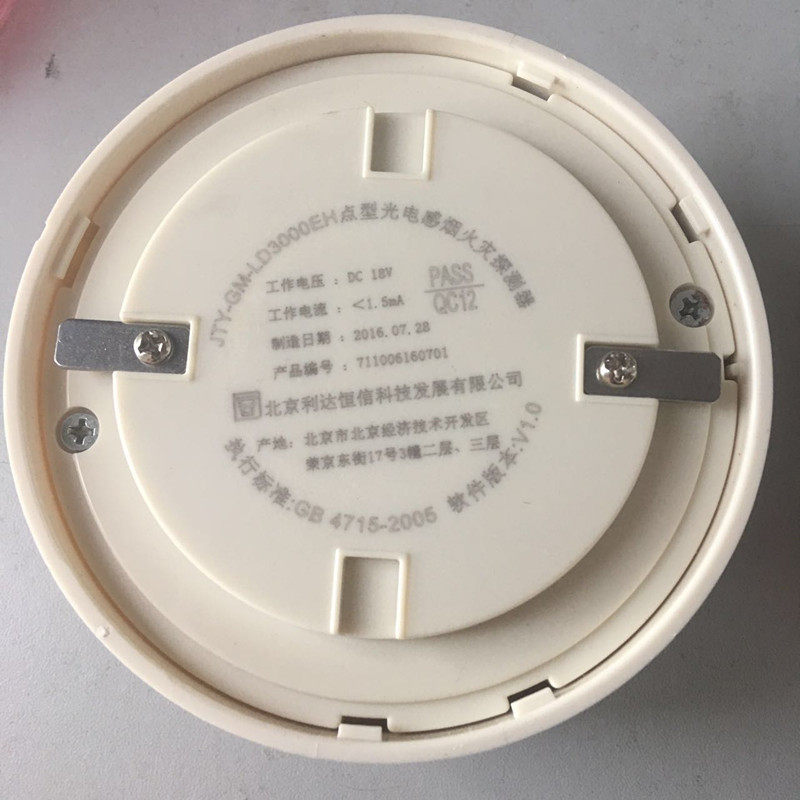 JTY-GM-LD3000EH点型光电感烟火灾探测器
工作电压：DC 18V
PASS
工作电流：＜1.5mA
QC12
制造日期：2016.07.28
产品编号：711006160701
北京利达恒信科技发展有限公司
产地：北京市北京经济技术开发区
荣京东街17号3幢二层、三层
执行标准:GB 4715-2005 软件版本:V1.0